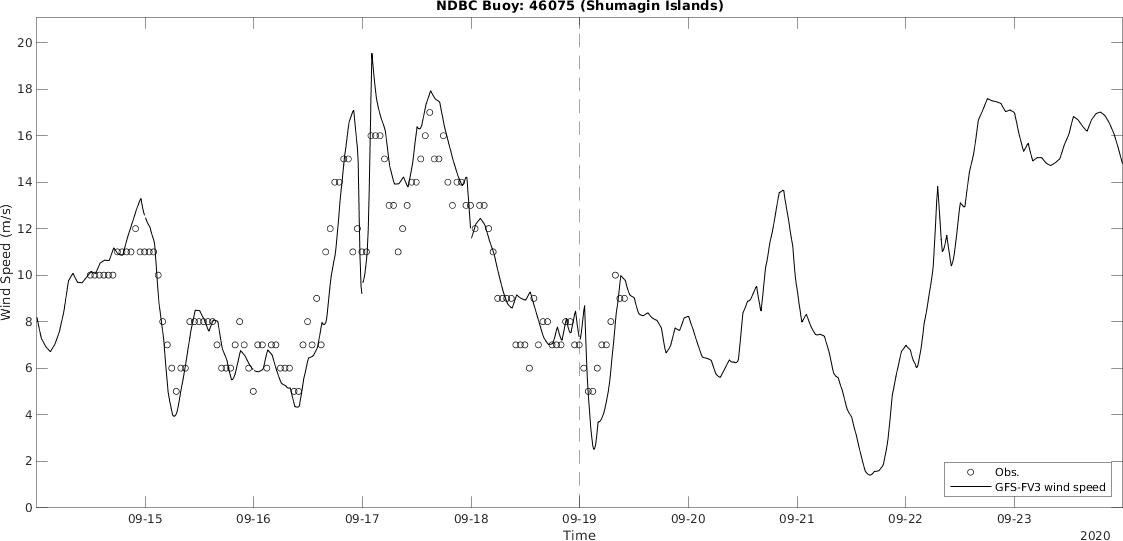 NDBC Buoy: 46075 (Shumagin Islands)
20
18
16
14
12
10
8
6
4
2
0
Wind Speed (m/s)
09-15 09-16 09-17 09-18 09-19 09-20 09-21 09-22 09-23
Time
2020
Obs.
GFS-FV3 wind speed